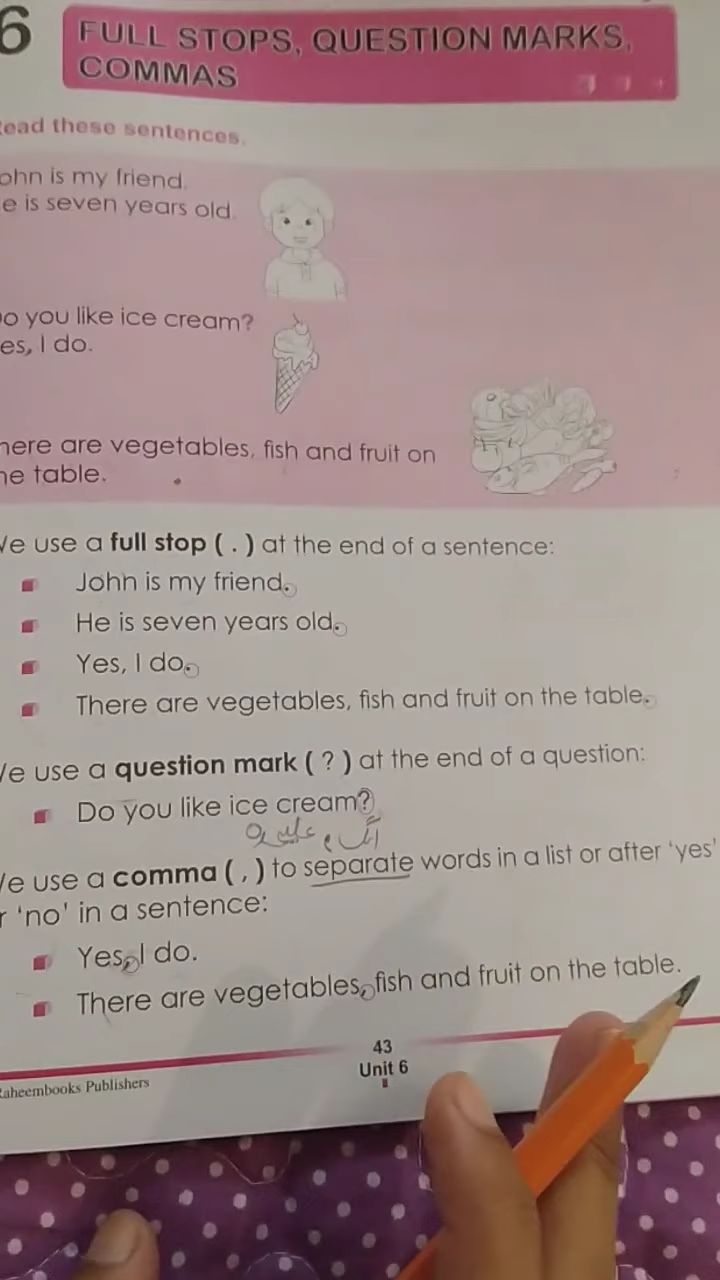 6
FULL STOPS, QUESTION MARKS,
COMMAS
ead these sentences.
ohn is my friend.
e is seven years old.
o you like ice cream?
es, I do.
here are vegetables, fish and fruit on
he table.
We use a full stop ( . ) at the end of a sentence:
John is my friend.
He is seven years old.
Yes, I do.
There are vegetables, fish and fruit on the table.
We use a question mark ( ? ) at the end of a question:
Do you like ice cream?
We use a comma ( , ) to separate words in a list or after 'yes'
r 'no' in a sentence:
Yes, I do.
There are vegetables, fish and fruit on the table.
43
Unit 6
Raheembooks Publishers